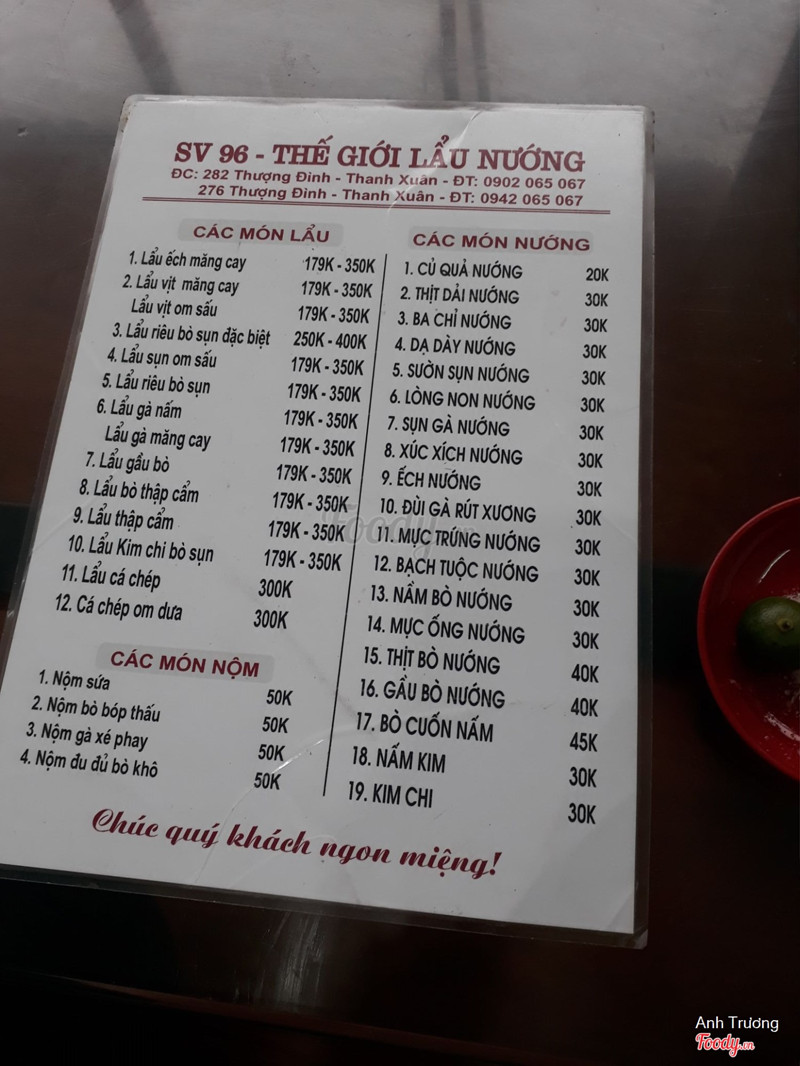 SV 96 - THẾ GIỚI LẨU NƯỚNG
ĐC: 282 Thượng Đình - Thanh Xuân - ĐT: 0902 065 067
276 Thượng Đình - Thanh Xuân - ĐT: 0942 065 067
CÁC MÓN LẨU
1. Lẩu ếch măng cay 179K - 350K
2. Lẩu vịt măng cay 179K - 350K
Lẩu vịt om sấu 179K - 350K
3. Lẩu riêu bò sụn đặc biệt 250K - 400K
4. Lẩu sụn om sấu 179K - 350K
5. Lẩu riêu bò sụn 179K - 350K
6. Lẩu gà nấm 179K - 350K
Lẩu gà măng cay 179K - 350K
7. Lẩu gầu bò 179K - 350K
8. Lẩu bò thập cẩm 179K - 350K
9. Lẩu thập cẩm 179K - 350K
10. Lẩu Kim chi bò sụn 179K - 350K
11. Lẩu cá chép 300K
12. Cá chép om dưa 300K
CÁC MÓN NỘM
1. Nộm sứa 50K
2. Nộm bò bóp thấu 50K
3. Nộm gà xé phay 50K
4. Nộm đu đủ bò khô 50K
CÁC MÓN NƯỚNG
1. CỦ QUẢ NƯỚNG 20K
2. THỊT DẢI NƯỚNG 30K
3. BA CHỈ NƯỚNG 30K
4. DẠ DÀY NƯỚNG 30K
5. SƯỜN SỤN NƯỚNG 30K
6. LÒNG NON NƯỚNG 30K
7. SỤN GÀ NƯỚNG 30K
8. XÚC XÍCH NƯỚNG 30K
9. ẾCH NƯỚNG 30K
10. ĐÙI GÀ RÚT XƯƠNG 30K
11. MỰC TRỨNG NƯỚNG 30K
12. BẠCH TUỘC NƯỚNG 30K
13. NẦM BÒ NƯỚNG 30K
14. MỰC ỐNG NƯỚNG 30K
15. THỊT BÒ NƯỚNG 40K
16. GẦU BÒ NƯỚNG 40K
17. BÒ CUỐN NẤM 45K
18. NẤM KIM 30K
19. KIM CHI 30K
Chúc quý khách ngon miệng!
Foody.vn
Anh Trương
Foody.vn